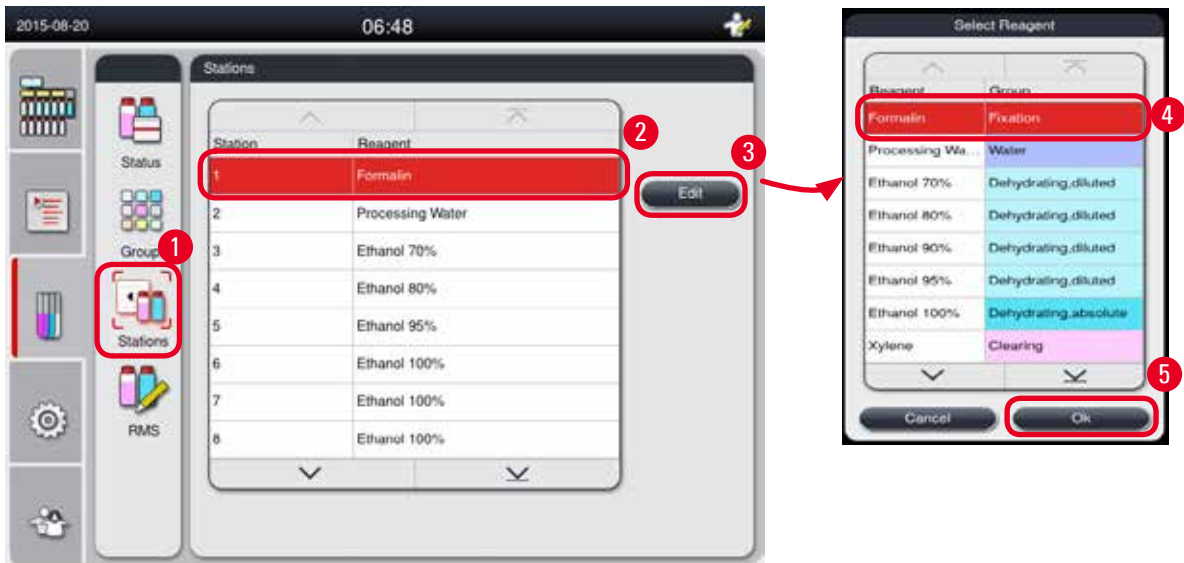 2015-08-20 06:48
Stations
Station Reagent
1 Formalin
2 Processing Water
3 Ethanol 70%
4 Ethanol 80%
5 Ethanol 95%
6 Ethanol 100%
7 Ethanol 100%
8 Ethanol 100%
Status
Group
Stations
RMS
1
2
3
Edit
Select Reagent
Reagent Group
Formalin Fixation
Processing Wa... Water
Ethanol 70% Dehydrating,diluted
Ethanol 80% Dehydrating,diluted
Ethanol 90% Dehydrating,diluted
Ethanol 95% Dehydrating,diluted
Ethanol 100% Dehydrating,absolute
Xylene Clearing
4
5
Cancel Ok